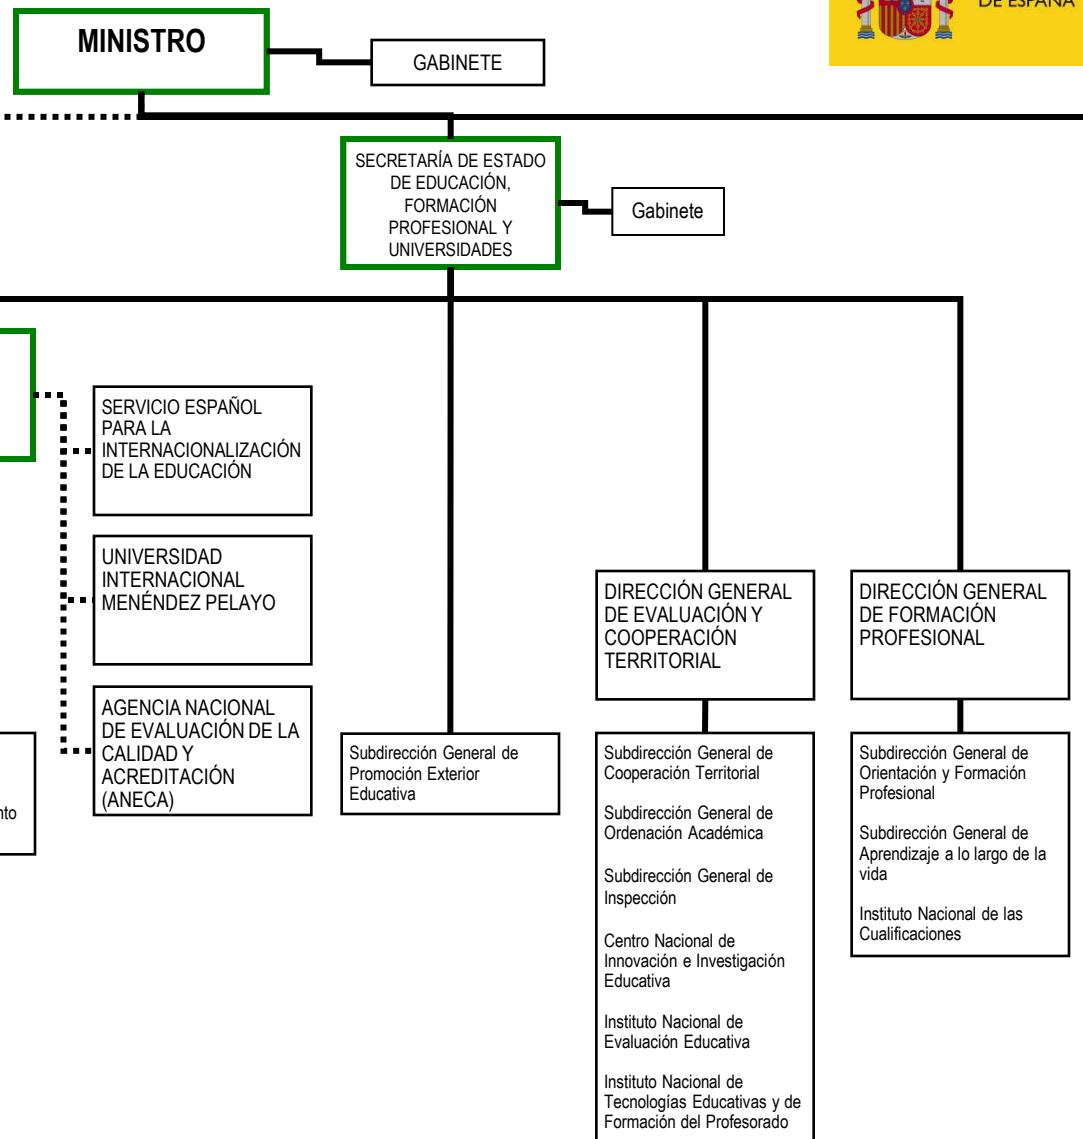 DE ESPAÑA
MINISTRO
GABINETE
SECRETARÍA DE ESTADO
DE EDUCACIÓN,
FORMACIÓN
PROFESIONAL Y
UNIVERSIDADES
Gabinete
SERVICIO ESPAÑOL
PARA LA
INTERNACIONALIZACIÓN
DE LA EDUCACIÓN
UNIVERSIDAD
INTERNACIONAL
MENÉNDEZ PELAYO
AGENCIA NACIONAL
DE EVALUACIÓN DE LA
CALIDAD Y
ACREDITACIÓN
(ANECA)
nto
Subdirección General de
Promoción Exterior
Educativa
DIRECCIÓN GENERAL
DE EVALUACIÓN Y
COOPERACIÓN
TERRITORIAL
Subdirección General de
Cooperación Territorial
Subdirección General de
Ordenación Académica
Subdirección General de
Inspección
Centro Nacional de
Innovación e Investigación
Educativa
Instituto Nacional de
Evaluación Educativa
Instituto Nacional de
Tecnologías Educativas y de
Formación del Profesorado
DIRECCIÓN GENERAL
DE FORMACIÓN
PROFESIONAL
Subdirección General de
Orientación y Formación
Profesional
Subdirección General de
Aprendizaje a lo largo de la
vida
Instituto Nacional de las
Cualificaciones